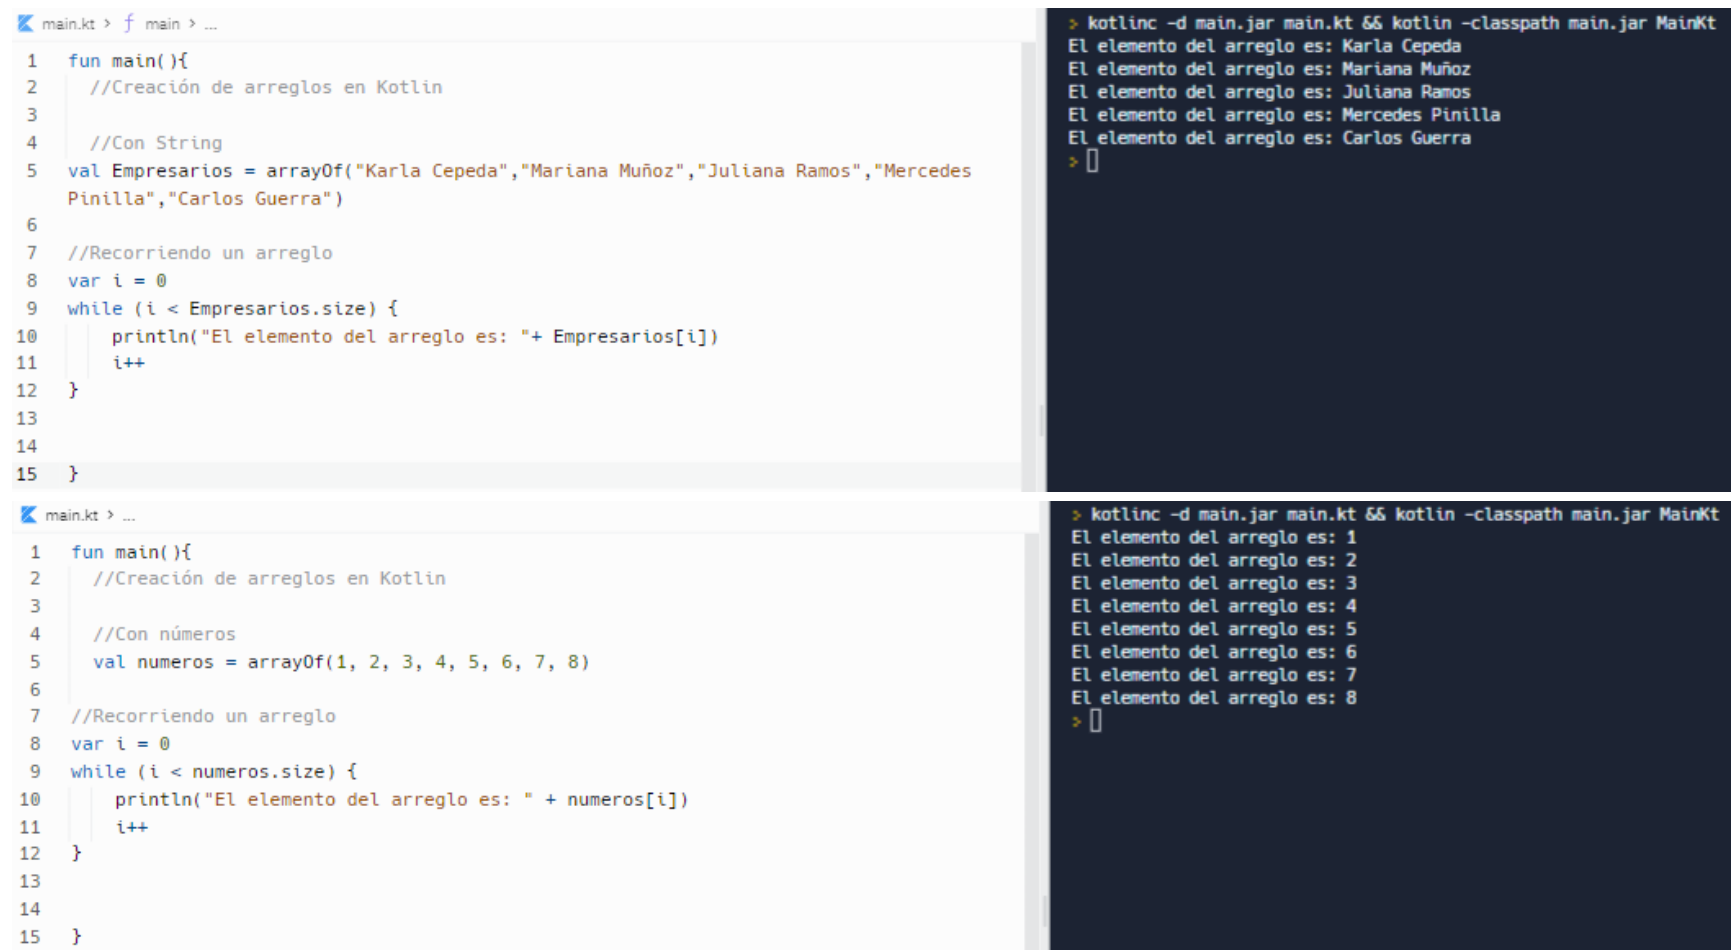 main.kt > ƒ main > ...
1 fun main(){
2 //Creación de arreglos en Kotlin
3
4 //Con String
5 val Empresarios = arrayOf("Karla Cepeda","Mariana Muñoz","Juliana Ramos","Mercedes
Pinilla","Carlos Guerra")
6
7 //Recorriendo un arreglo
8 var i = 0
9 while (i < Empresarios.size) {
10 println("El elemento del arreglo es: "+ Empresarios[i])
11 i++
12 }
13
14
15 }
> kotlinc -d main.jar main.kt && kotlin -classpath main.jar MainKt
El elemento del arreglo es: Karla Cepeda
El elemento del arreglo es: Mariana Muñoz
El elemento del arreglo es: Juliana Ramos
El elemento del arreglo es: Mercedes Pinilla
El elemento del arreglo es: Carlos Guerra
>
main.kt > ...
1 fun main(){
2 //Creación de arreglos en Kotlin
3
4 //Con números
5 val numeros = arrayOf(1, 2, 3, 4, 5, 6, 7, 8)
6
7 //Recorriendo un arreglo
8 var i = 0
9 while (i < numeros.size) {
10 println("El elemento del arreglo es: " + numeros[i])
11 i++
12 }
13
14
15 }
> kotlinc -d main.jar main.kt && kotlin -classpath main.jar MainKt
El elemento del arreglo es: 1
El elemento del arreglo es: 2
El elemento del arreglo es: 3
El elemento del arreglo es: 4
El elemento del arreglo es: 5
El elemento del arreglo es: 6
El elemento del arreglo es: 7
El elemento del arreglo es: 8
>